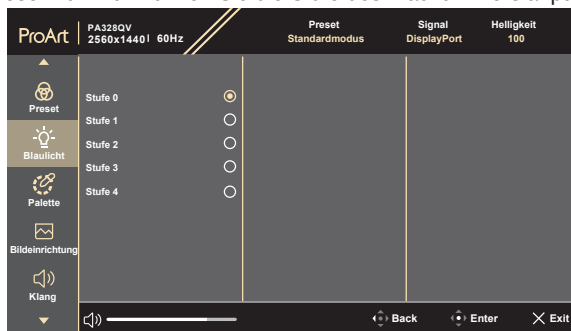 ProArt
PA328QV
2560x1440 60Hz
Preset
Standardmodus
Signal
DisplayPort
Helligkeit
100
Preset
Blaulicht
Palette
Bildeinrichtung
Klang
Stufe 0
Stufe 1
Stufe 2
Stufe 3
Stufe 4
Back
Enter
Exit